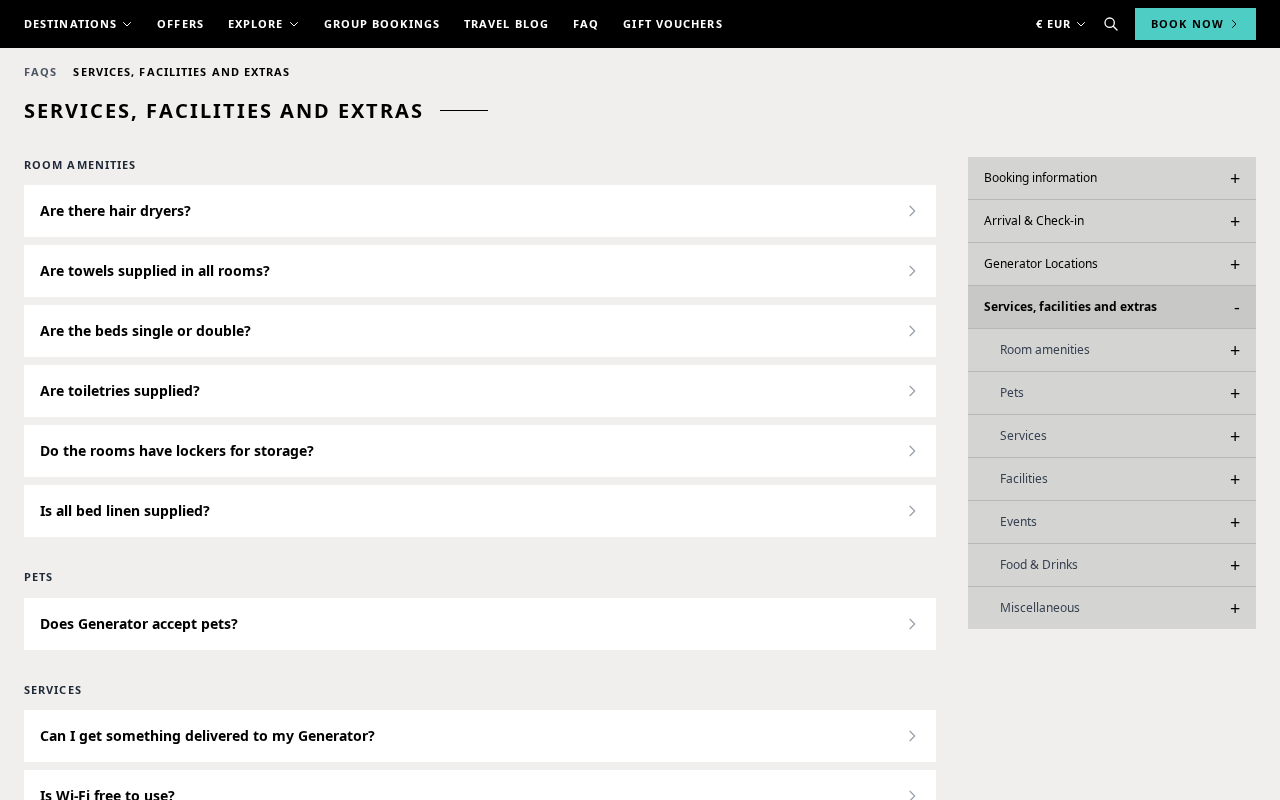 DESTINATIONS OFFERS EXPLORE GROUP BOOKINGS TRAVEL BLOG FAQ GIFT VOUCHERS € EUR BOOK NOW
FAQS SERVICES, FACILITIES AND EXTRAS
SERVICES, FACILITIES AND EXTRAS
ROOM AMENITIES
Are there hair dryers?
Are towels supplied in all rooms?
Are the beds single or double?
Are toiletries supplied?
Do the rooms have lockers for storage?
Is all bed linen supplied?
PETS
Does Generator accept pets?
SERVICES
Can I get something delivered to my Generator?
Is Wi-Fi free to use?
Booking information +
Arrival & Check-in +
Generator Locations +
Services, facilities and extras -
Room amenities +
Pets +
Services +
Facilities +
Events +
Food & Drinks +
Miscellaneous +